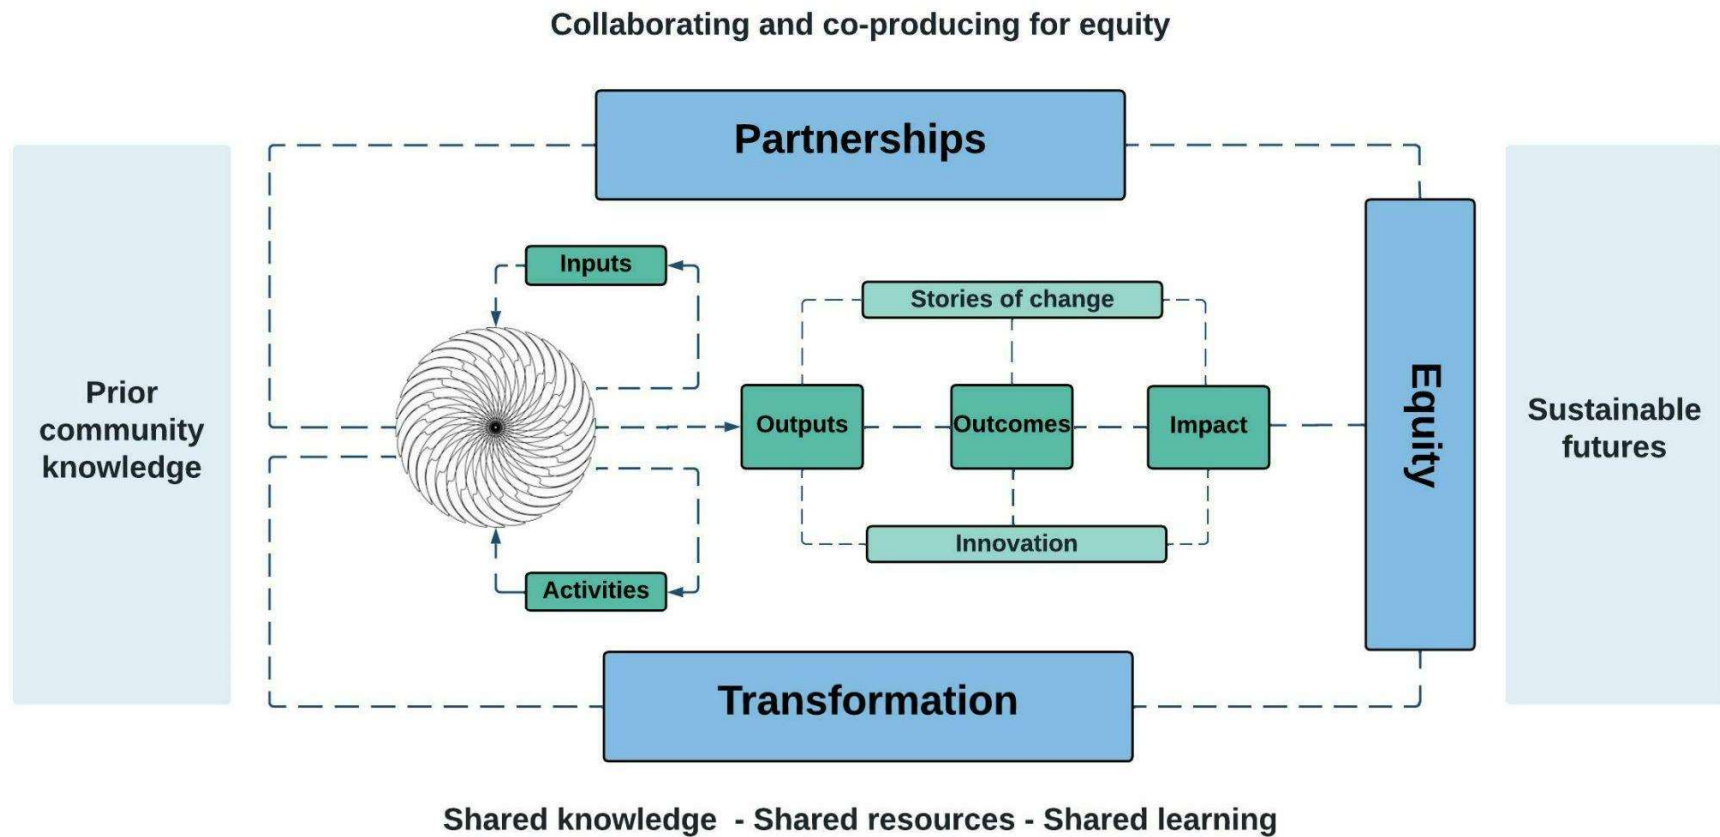 Collaborating and co-producing for equity
Partnerships
Inputs
Stories of change
Prior
community
knowledge
Outputs
Outcomes
Impact
Equity
Sustainable
futures
Innovation
Activities
Transformation
Shared knowledge - Shared resources - Shared learning